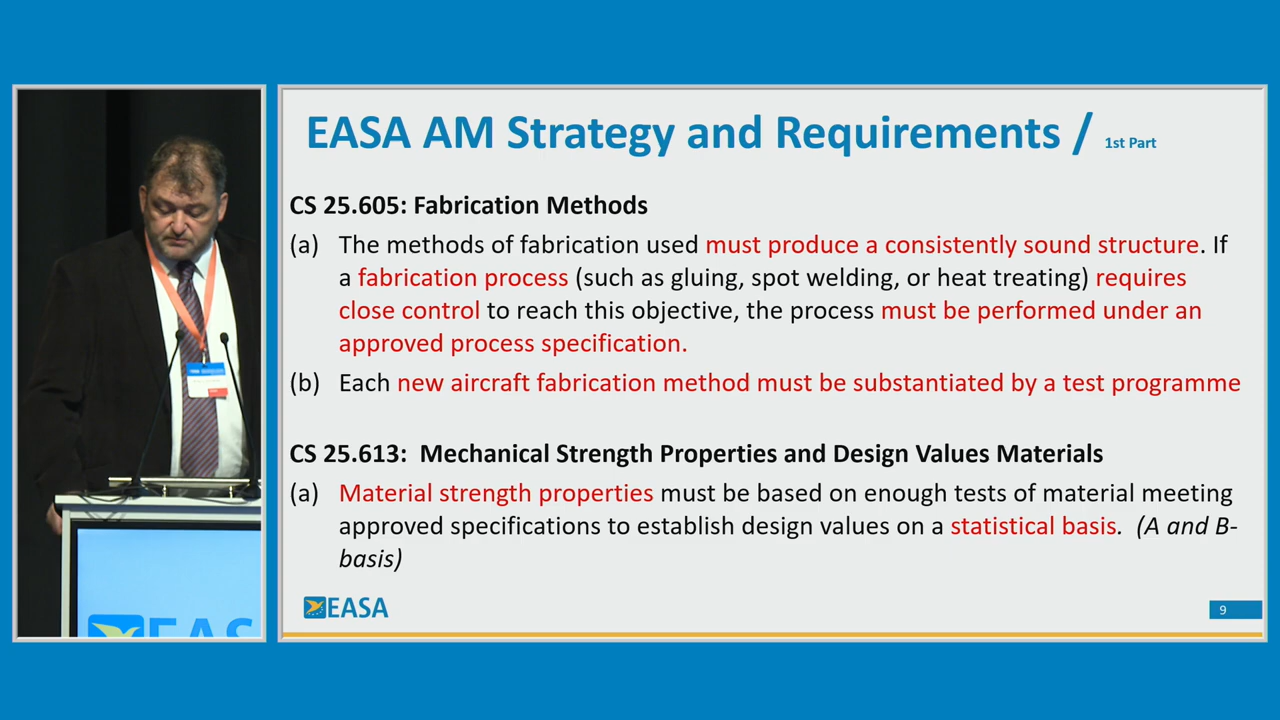 EASA AM Strategy and Requirements / 1st Part
CS 25.605: Fabrication Methods
(a) The methods of fabrication used must produce a consistently sound structure. If
a fabrication process (such as gluing, spot welding, or heat treating) requires
close control to reach this objective, the process must be performed under an
approved process specification.
(b) Each new aircraft fabrication method must be substantiated by a test programme
CS 25.613: Mechanical Strength Properties and Design Values Materials
(a) Material strength properties must be based on enough tests of material meeting
approved specifications to establish design values on a statistical basis. (A and B-
basis)
EASA
9
EAS